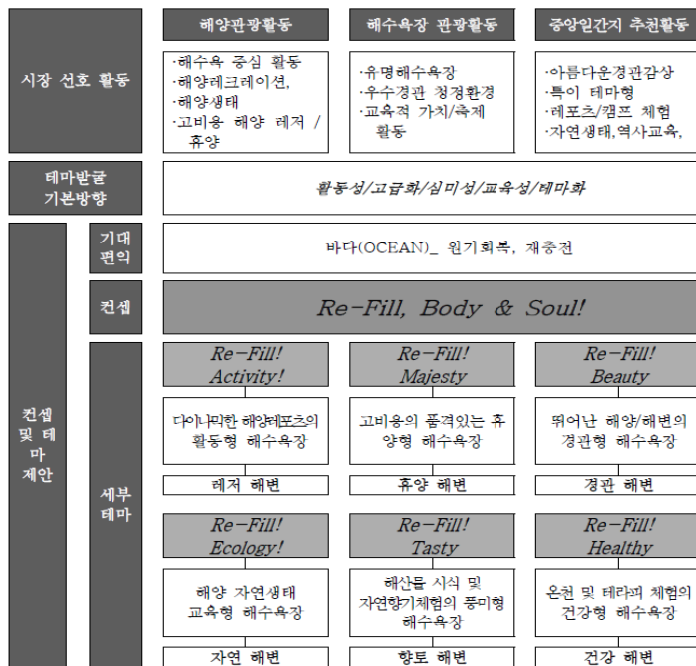 해양관광활동
해수욕장 관광활동
중앙일간지 추천활동
시장 선호 활동
·해수욕 중심 활동
·해양레크레이션,
·해양생태
·고비용 해양 레저 /
휴양
·유명해수욕장
·우수경관 청정환경
·교육적 가치/축제
활동
·아름다운경관감상
·특이 테마형
·레포츠/캠프 체험
·자연생태,역사교육,
테마발굴
기본방향
활동성/고급화/심미성/교육성/테마화
컨셉
및 테
마
제안
기대
편익
바다(OCEAN)_ 원기회복, 재충전
컨셉
Re-Fill, Body & Soul!
세부
테마
Re-Fill!
Activity!
Re-Fill!
Majesty
Re-Fill!
Beauty
다이나믹한 해양레포츠의
활동형 해수욕장
고비용의 품격있는 휴
양형 해수욕장
뛰어난 해양/해변의
경관형 해수욕장
레저 해변
휴양 해변
경관 해변
Re-Fill!
Ecology!
Re-Fill!
Tasty
Re-Fill!
Healthy
해양 자연생태
교육형 해수욕장
해산물 시식 및
자연향기체험의 풍미형
해수욕장
온천 및 테라피 체험의
건강형 해수욕장
자연 해변
향토 해변
건강 해변